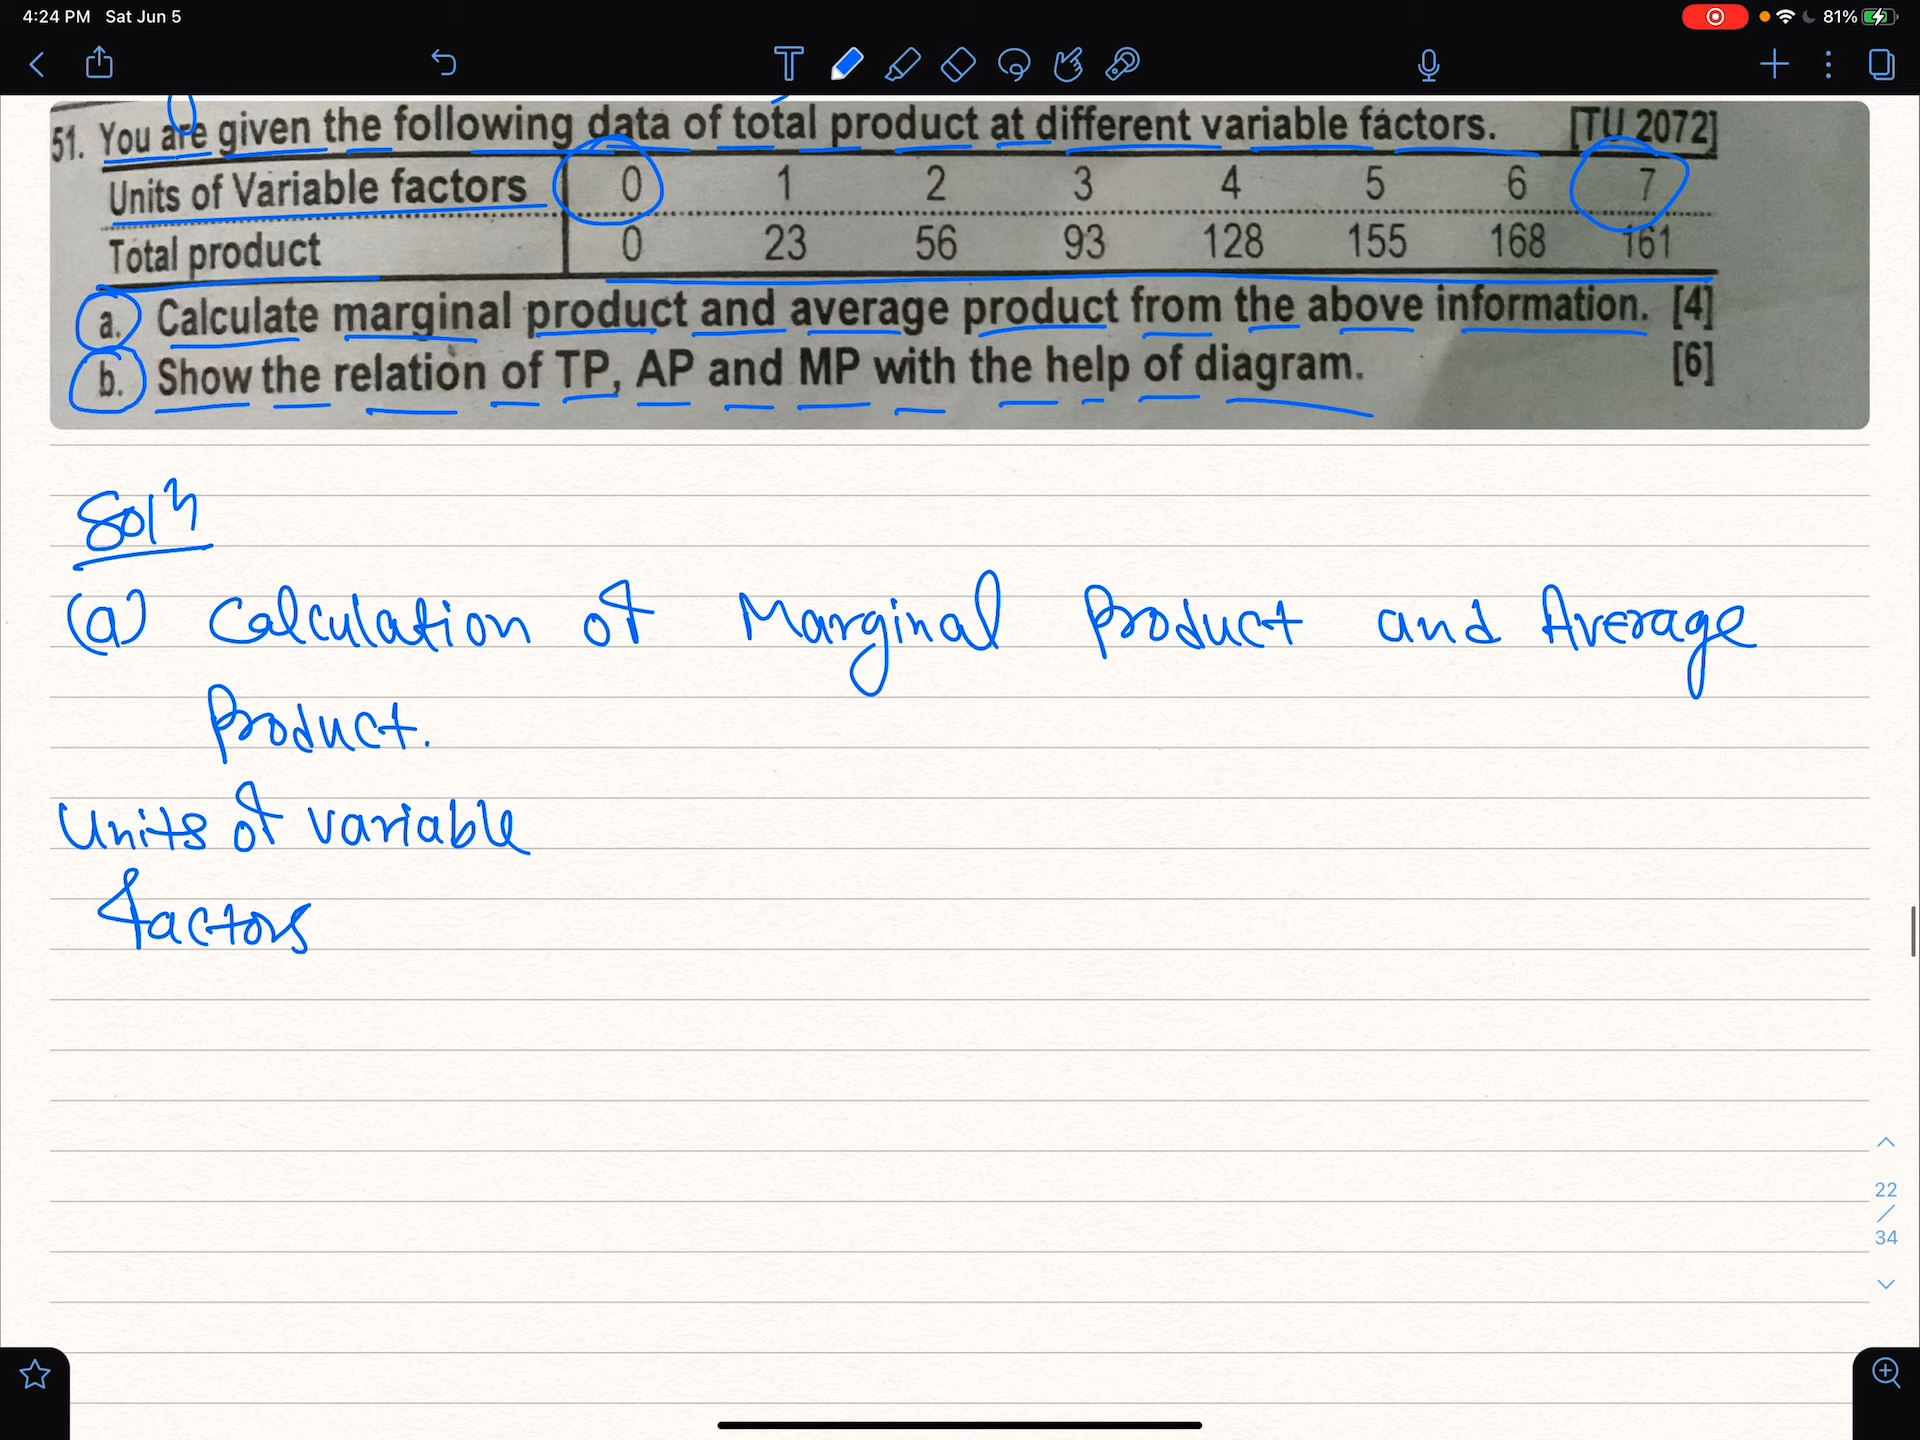 4:24 PM Sat Jun 5
81%
51. You are given the following data of total product at different variable factors. [TU 2072]
Units of Variable factors 0 1 2 3 4 5 6 7
Total product 0 23 56 93 128 155 168 161
a. Calculate marginal product and average product from the above information. [4]
b. Show the relation of TP, AP and MP with the help of diagram. [6]
Solⁿ
(a) Calculation of Marginal Product and Average
Product.
Units of variable
factors
22
/
34